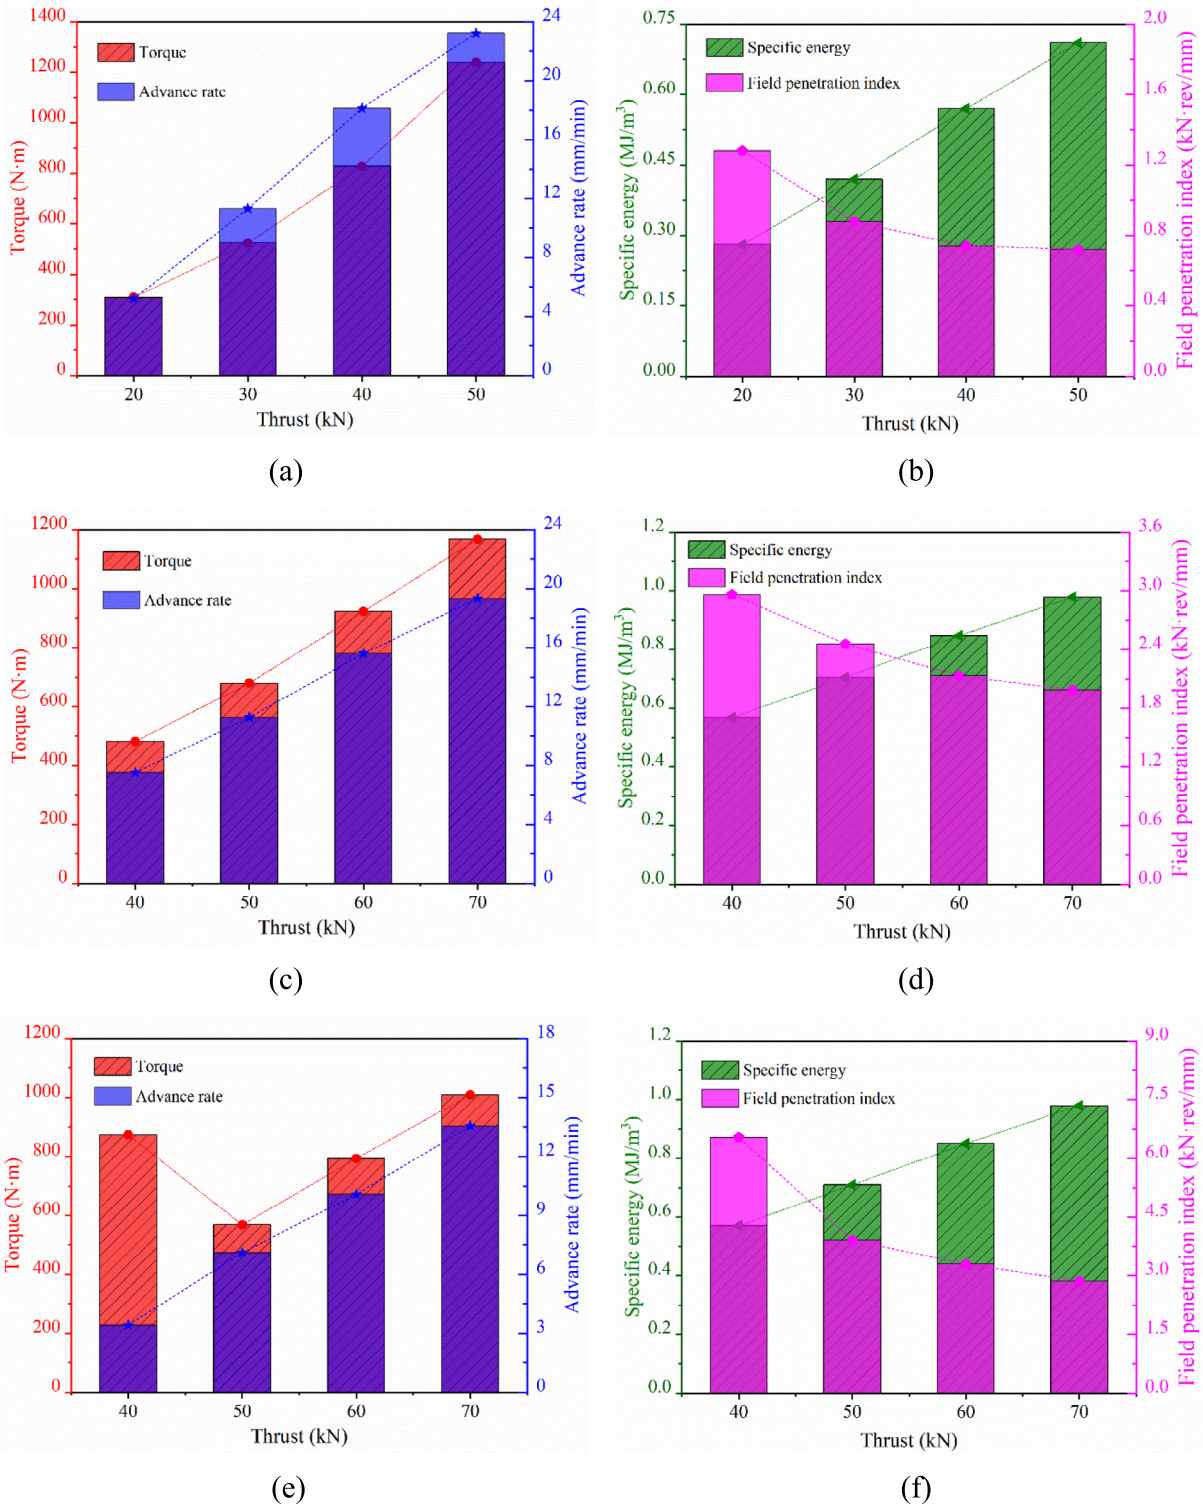 1400
1200
1000
800
600
400
200
0
Torque (N·m)
Torque
Advance rate
24
20
16
12
8
4
0
Advance rate (mm/min)
20 30 40 50
Thrust (kN)
(a)
0.75
0.60
0.45
0.30
0.15
0.00
Specific energy (MJ/m³)
Specific energy
Field penetration index
2.0
1.6
1.2
0.8
0.4
0.0
Field penetration index (kN·rev/mm)
20 30 40 50
Thrust (kN)
(b)
1200
1000
800
600
400
200
0
Torque (N·m)
Torque
Advance rate
24
20
16
12
8
4
0
Advance rate (mm/min)
40 50 60 70
Thrust (kN)
(c)
1.2
1.0
0.8
0.6
0.4
0.2
0.0
Specific energy (MJ/m³)
Specific energy
Field penetration index
3.6
3.0
2.4
1.8
1.2
0.6
0.0
Field penetration index (kN·rev/mm)
40 50 60 70
Thrust (kN)
(d)
1200
1000
800
600
400
200
0
Torque (N·m)
Torque
Advance rate
18
15
12
9
6
3
0
Advance rate (mm/min)
40 50 60 70
Thrust (kN)
(e)
1.2
1.0
0.8
0.6
0.4
0.2
0.0
Specific energy (MJ/m³)
Specific energy
Field penetration index
9.0
7.5
6.0
4.5
3.0
1.5
0.0
Field penetration index (kN·rev/mm)
40 50 60 70
Thrust (kN)
(f)